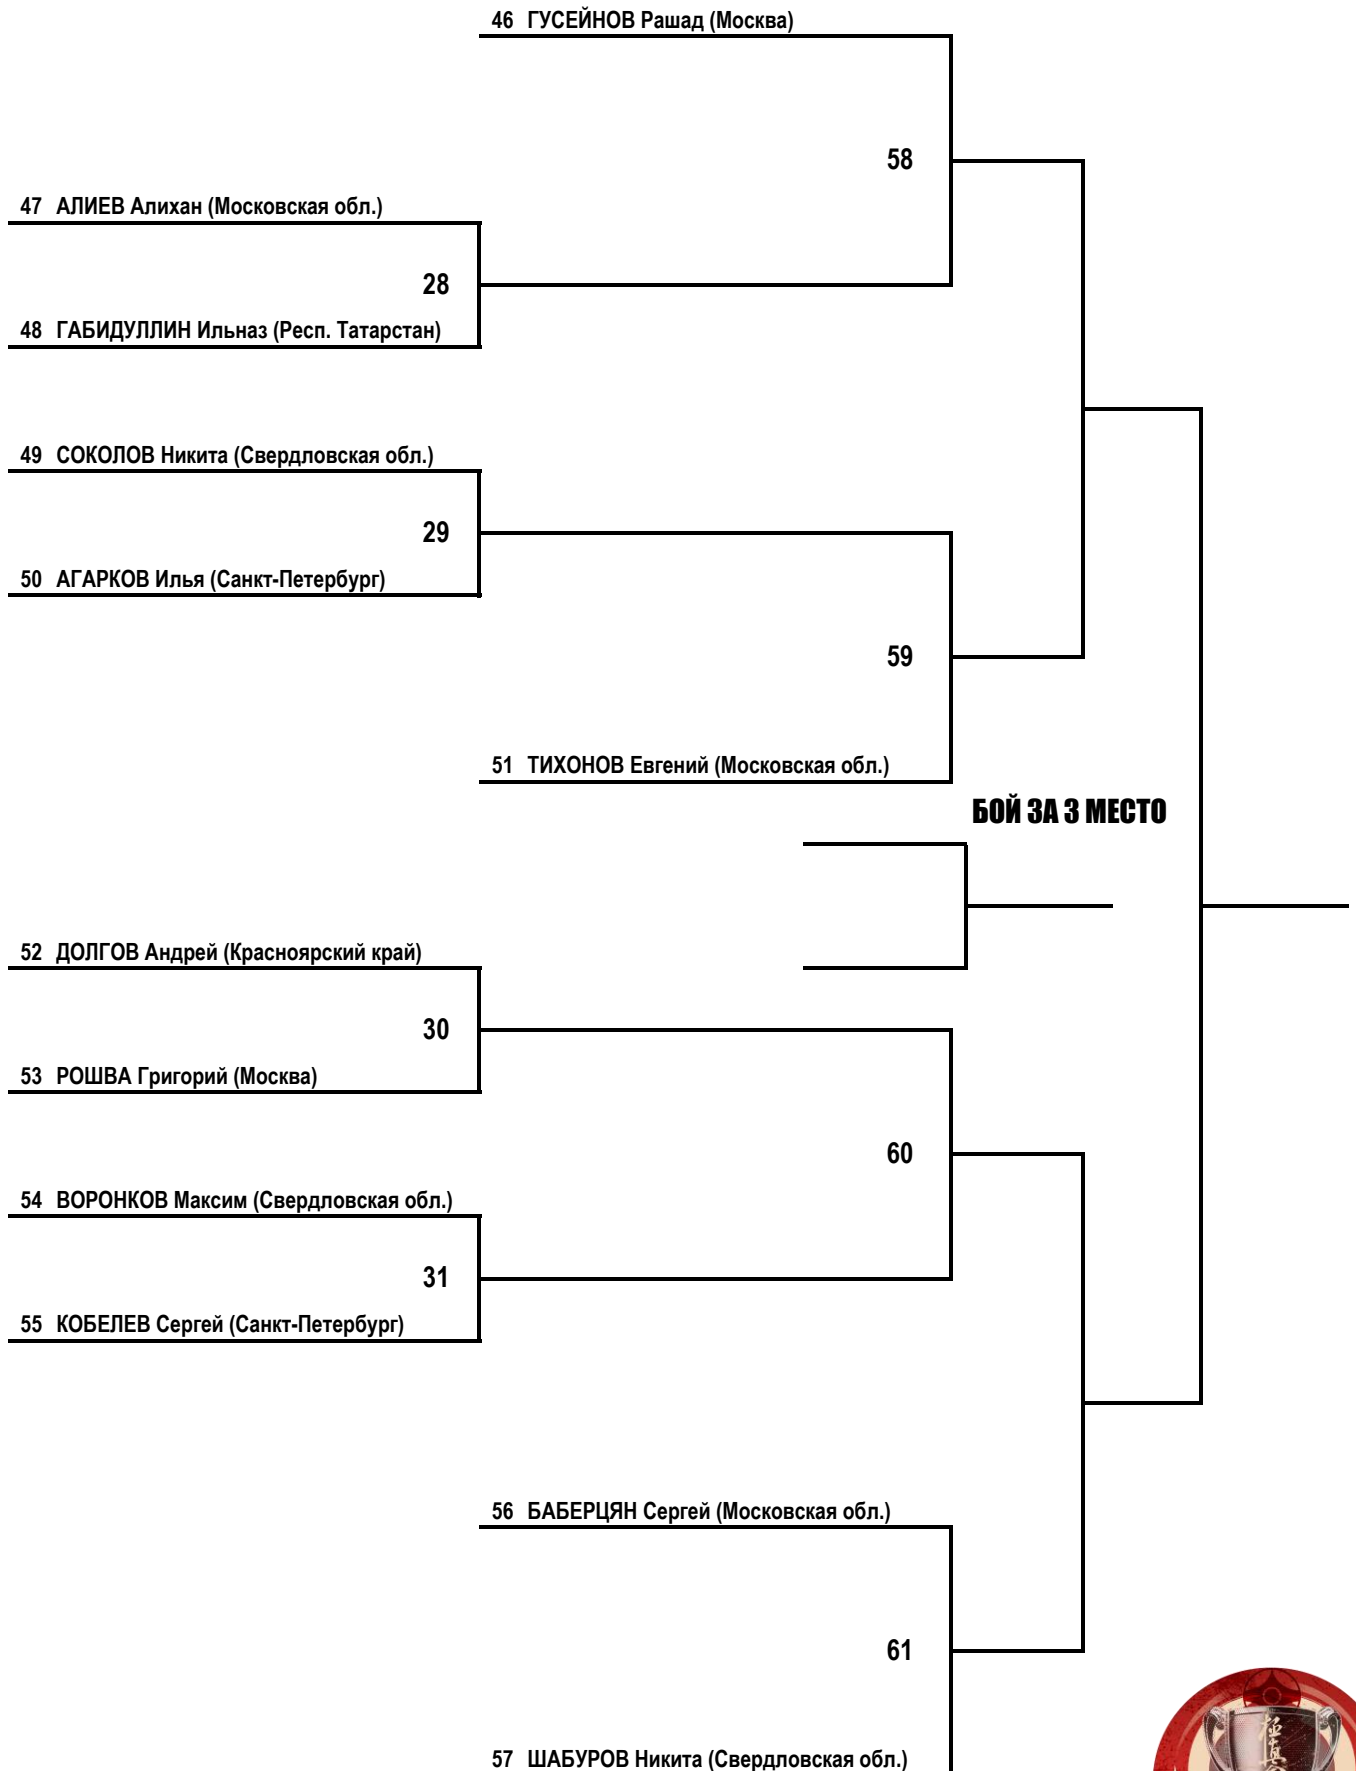 46 ГУСЕЙНОВ Рашад (Москва)
58
47 АЛИЕВ Алихан (Московская обл.)
28
48 ГАБИДУЛЛИН Ильназ (Респ. Татарстан)
49 СОКОЛОВ Никита (Свердловская обл.)
29
50 АГАРКОВ Илья (Санкт-Петербург)
59
51 ТИХОНОВ Евгений (Московская обл.)
БОЙ ЗА 3 МЕСТО
52 ДОЛГОВ Андрей (Красноярский край)
30
53 РОШВА Григорий (Москва)
60
54 ВОРОНКОВ Максим (Свердловская обл.)
31
55 КОБЕЛЕВ Сергей (Санкт-Петербург)
56 БАБЕРЦЯН Сергей (Московская обл.)
61
57 ШАБУРОВ Никита (Свердловская обл.)
極真